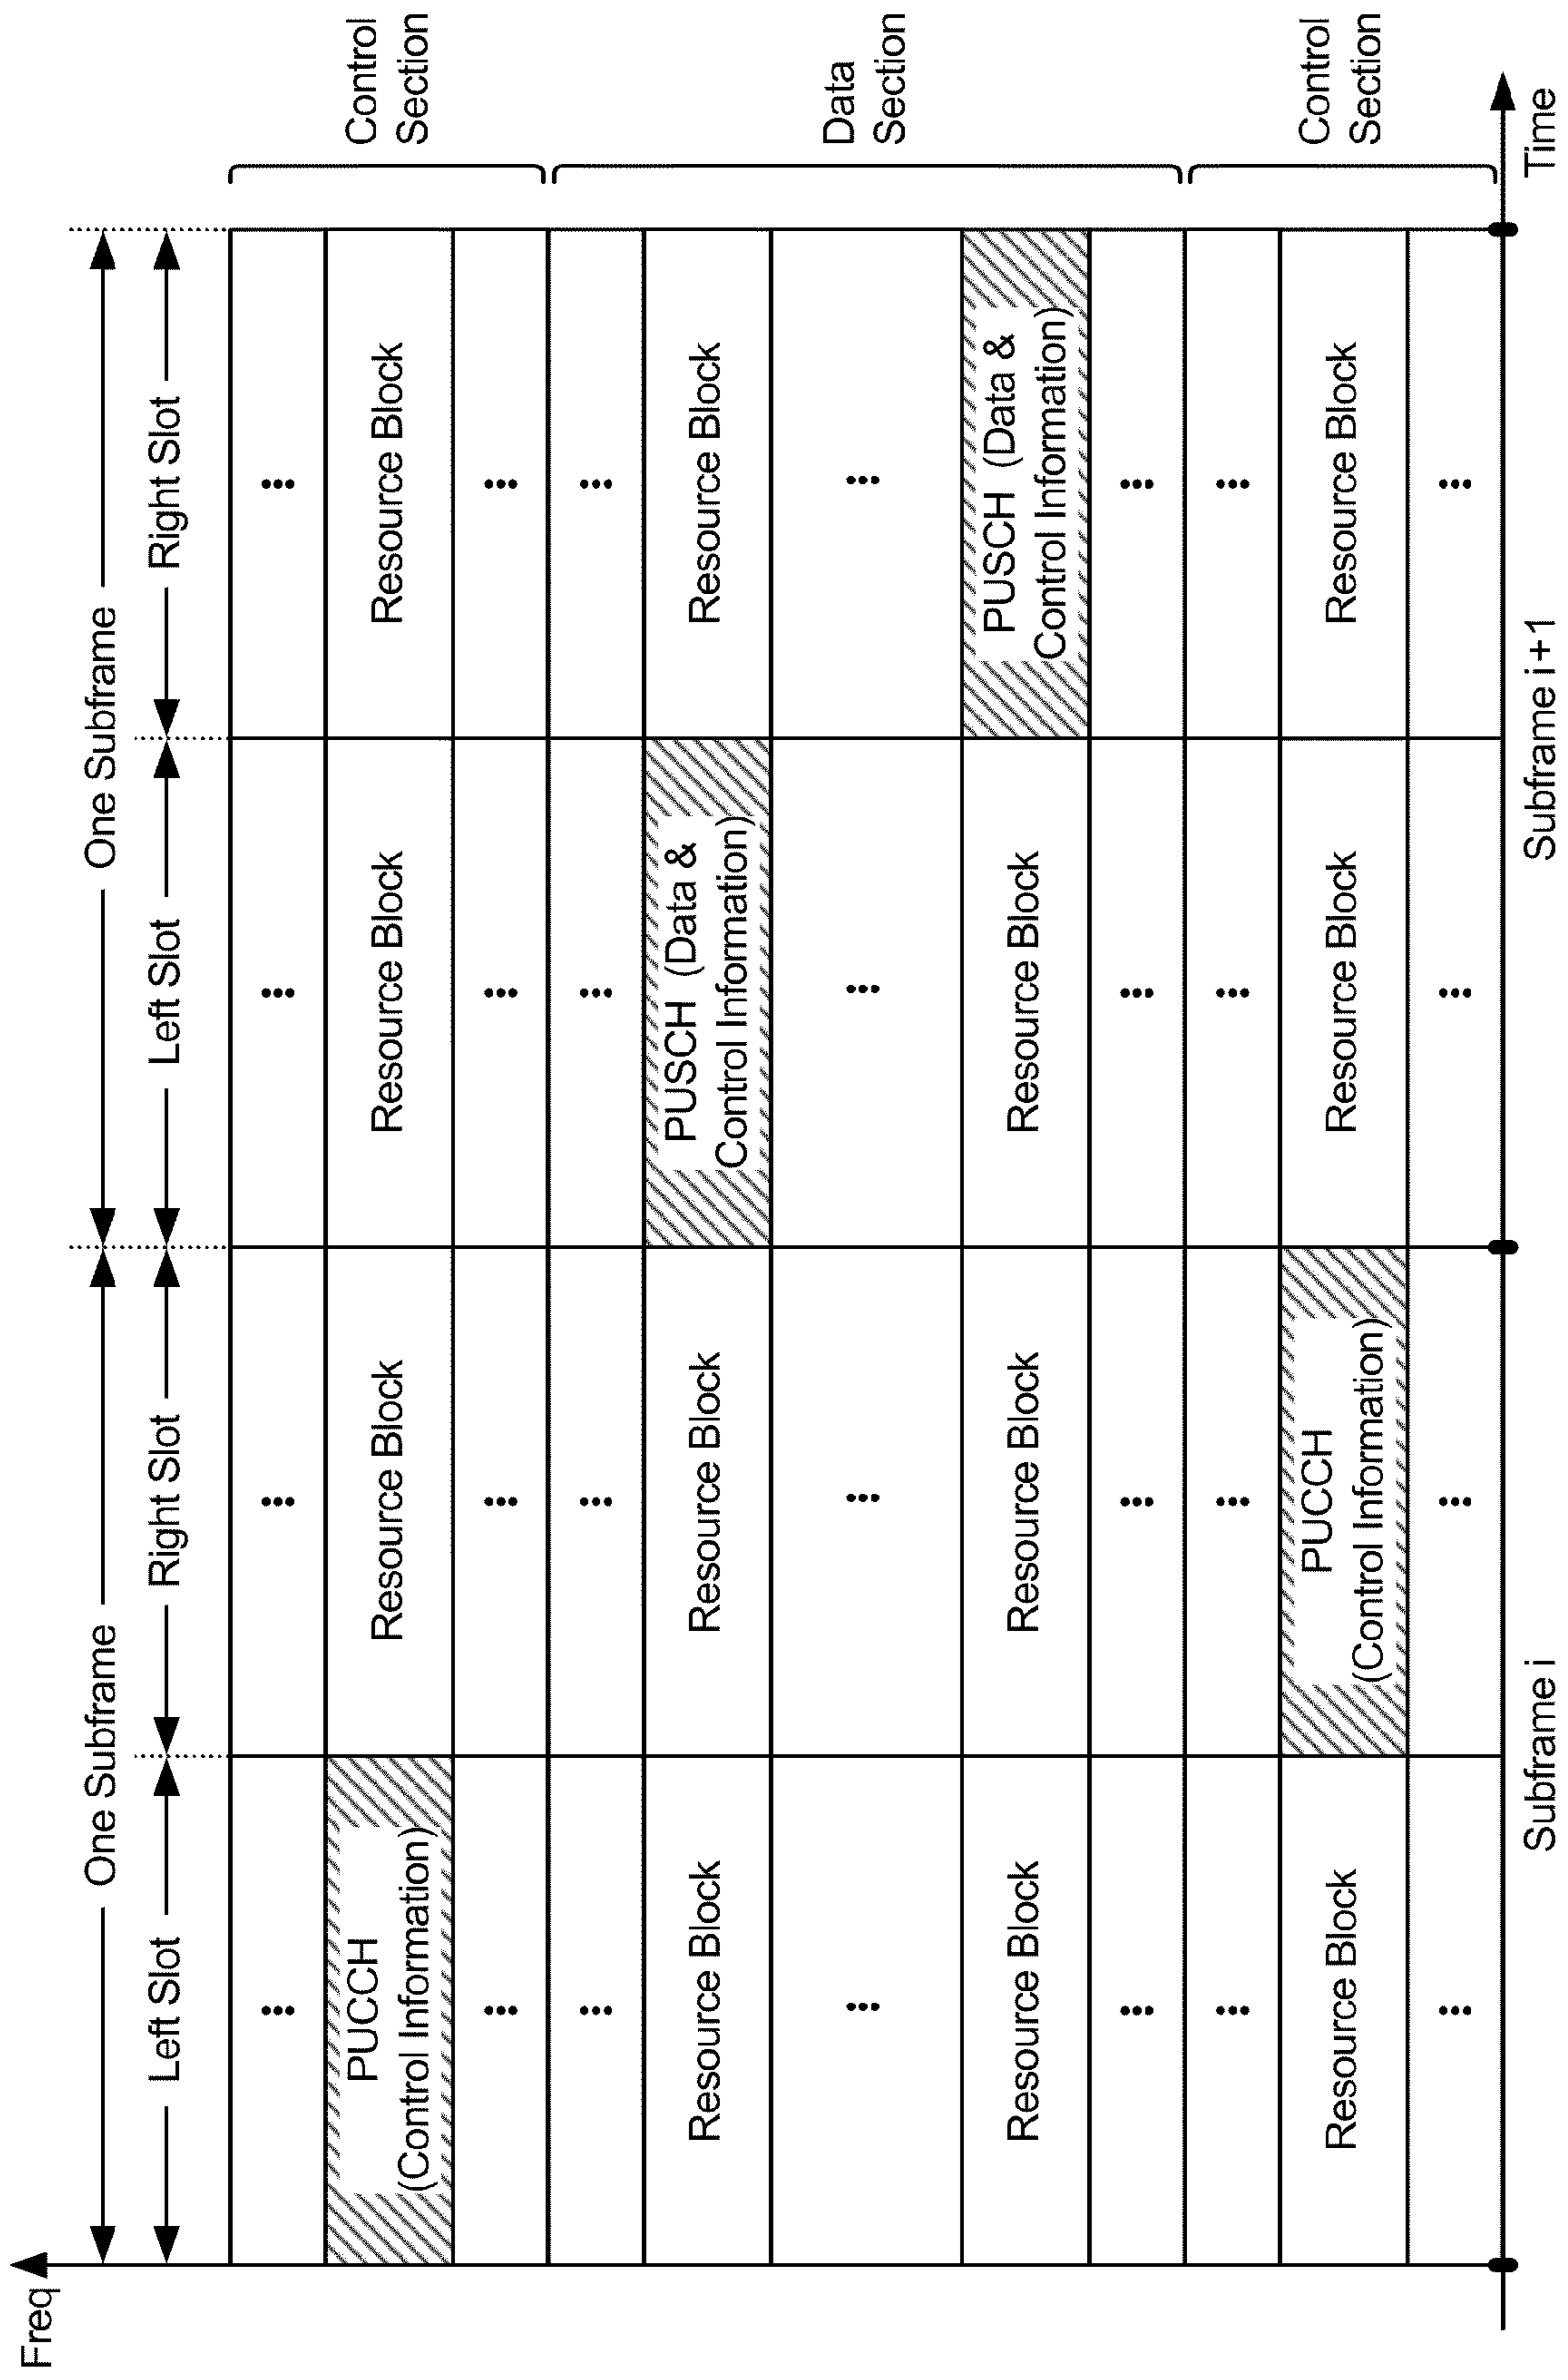 Freq
One Subframe
One Subframe
Left Slot
Right Slot
Left Slot
Right Slot
PUCCH
(Control Information)
Resource Block
Resource Block
Resource Block
Control
Section
Resource Block
Resource Block
PUSCH (Data &
Control Information)
Resource Block
Data
Section
Resource Block
Resource Block
Resource Block
PUSCH (Data &
Control Information)
Resource Block
PUCCH
(Control Information)
Resource Block
Resource Block
Control
Section
Subframe i
Subframe i+1
Time